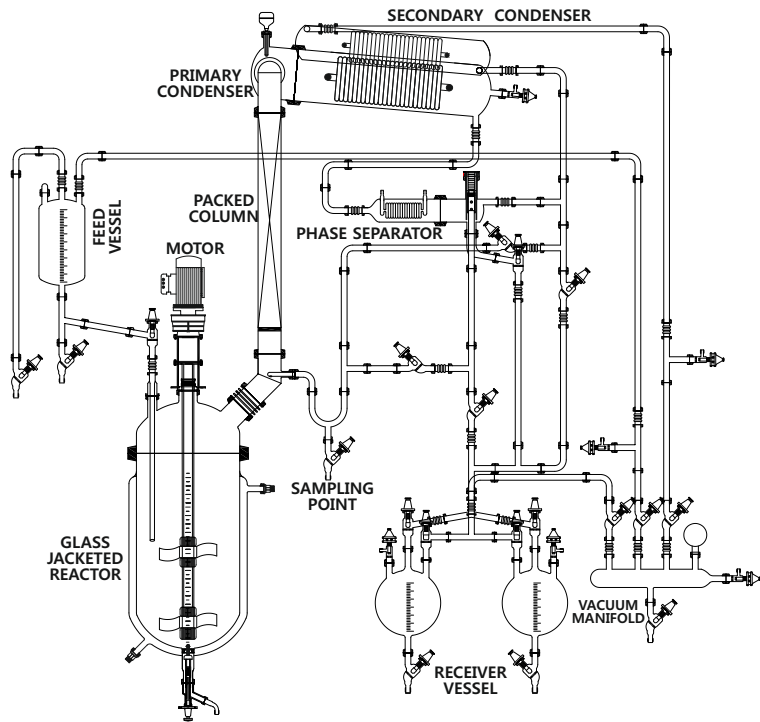 SECONDARY CONDENSER
PRIMARY
CONDENSER
PACKED
COLUMN
FEED
VESSEL
MOTOR
PHASE SEPARATOR
SAMPLING
POINT
GLASS
JACKETED
REACTOR
VACUUM
MANIFOLD
RECEIVER
VESSEL